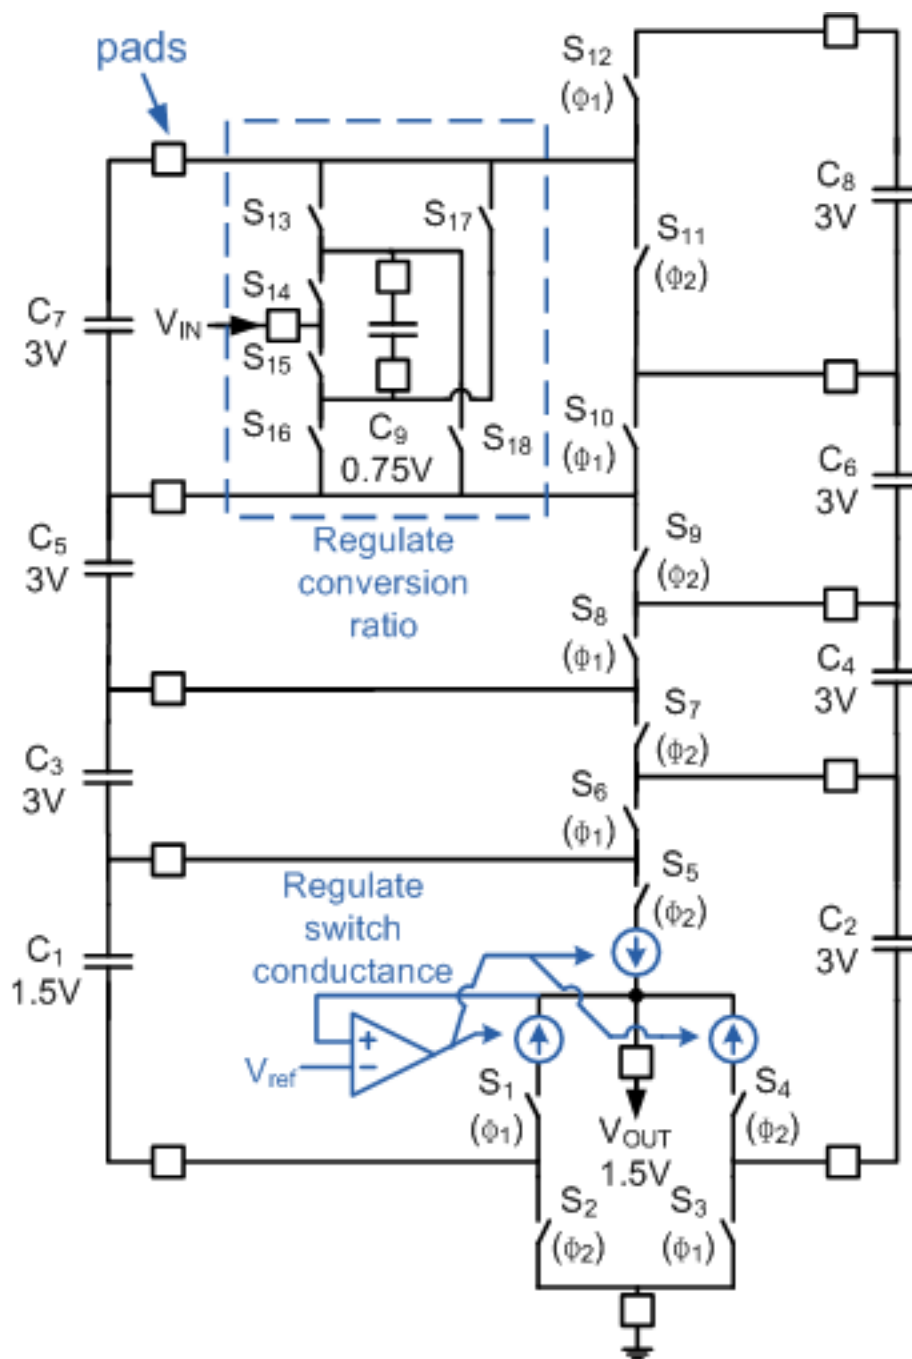 pads
S12
(ϕ1)
C8
3V
S13
S17
S11
(ϕ2)
S14
C7
3V
VIN
S15
S16
C9
0.75V
S18
S10
(ϕ1)
C6
3V
Regulate
conversion
ratio
C5
3V
S9
(ϕ2)
S8
(ϕ1)
C4
3V
S7
(ϕ2)
C3
3V
S6
(ϕ1)
Regulate
switch
conductance
S5
(ϕ2)
C2
3V
C1
1.5V
+
−
Vref
S1
(ϕ1)
S4
(ϕ2)
VOUT
1.5V
S2
(ϕ2)
S3
(ϕ1)